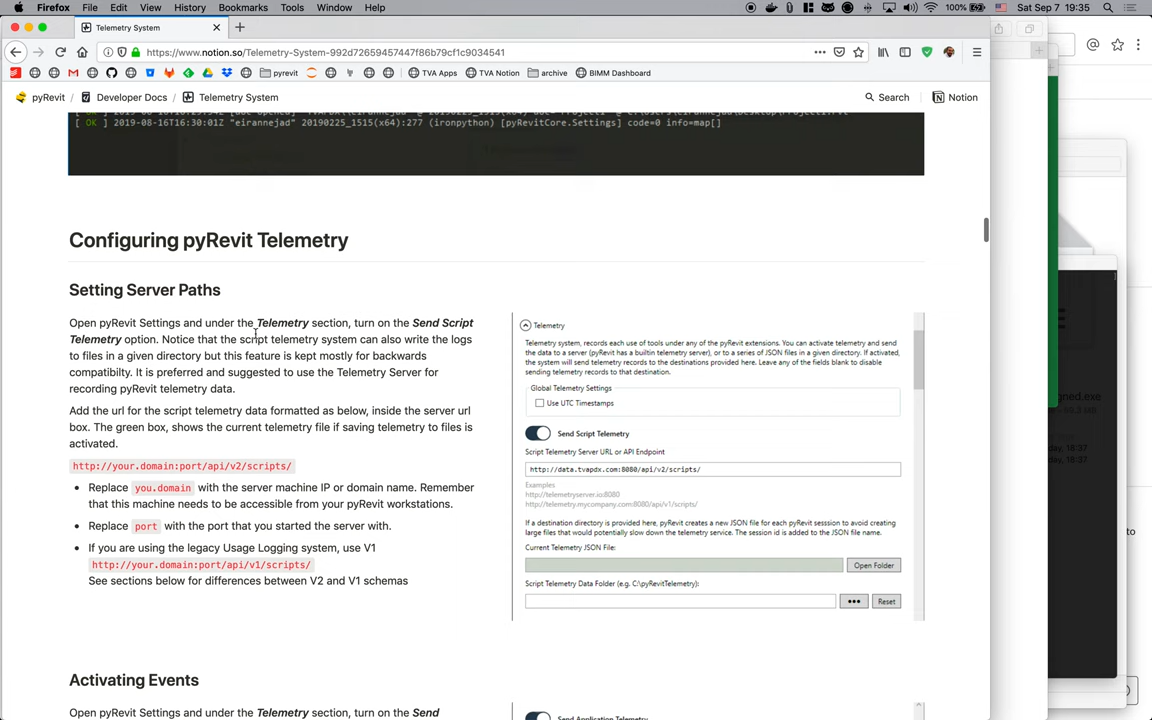 Firefox File Edit View History Bookmarks Tools Window Help 100% Sat Sep 7 19:35
Telemetry System
https://www.notion.so/Telemetry-System-992d72659457447f86b79cf1c9034541
pyrevit TVA Apps TVA Notion archive BIMM Dashboard
pyRevit / Developer Docs / Telemetry System Search Notion
[ OK ] 2019-08-16T16:30:01Z "eirannejad" 20190225_1515(x64):277 (ironpython) [pyRevitCore.Settings] code=0 info=map[]
Configuring pyRevit Telemetry
Setting Server Paths
Open pyRevit Settings and under the Telemetry section, turn on the Send Script
Telemetry option. Notice that the script telemetry system can also write the logs
to files in a given directory but this feature is kept mostly for backwards
compatibilty. It is preferred and suggested to use the Telemetry Server for
recording pyRevit telemetry data.
Add the url for the script telemetry data formatted as below, inside the server url
box. The green box, shows the current telemetry file if saving telemetry to files is
activated.
http://your.domain:port/api/v2/scripts/
• Replace you.domain with the server machine IP or domain name. Remember
that this machine needs to be accessible from your pyRevit workstations.
• Replace port with the port that you started the server with.
• If you are using the legacy Usage Logging system, use V1
http://your.domain:port/api/v1/scripts/
See sections below for differences between V2 and V1 schemas
Telemetry
Telemetry system, records each use of tools under any of the pyRevit extensions. You can activate telemetry and send
the data to a server (pyRevit has a builtin telemetry server), or to a series of JSON files in a given directory. If activated,
the system will send telemetry records to the destinations provided here. Leave any of the fields blank to disable
sending telemetry records to that destination.
Global Telemetry Settings
Use UTC Timestamps
Send Script Telemetry
Script Telemetry Server URL or API Endpoint
http://data.tvapdx.com:8080/api/v2/scripts/
Examples
http://telemetryserver.io:8080
http://telemetry.mycompany.com:8080/api/v1/scripts/
If a destination directory is provided here, pyRevit creates a new JSON file for each pyRevit sesssion to avoid creating
large files that would potentially slow down the telemetry service. The session id is added to the JSON file name.
Current Telemetry JSON File:
Open Folder
Script Telemetry Data Folder (e.g. C:\pyRevitTelemetry):
••• Reset
Activating Events
Open pyRevit Settings and under the Telemetry section, turn on the Send
Send Application Telemetry
gned.exe
day, 18:37
day, 18:37
to